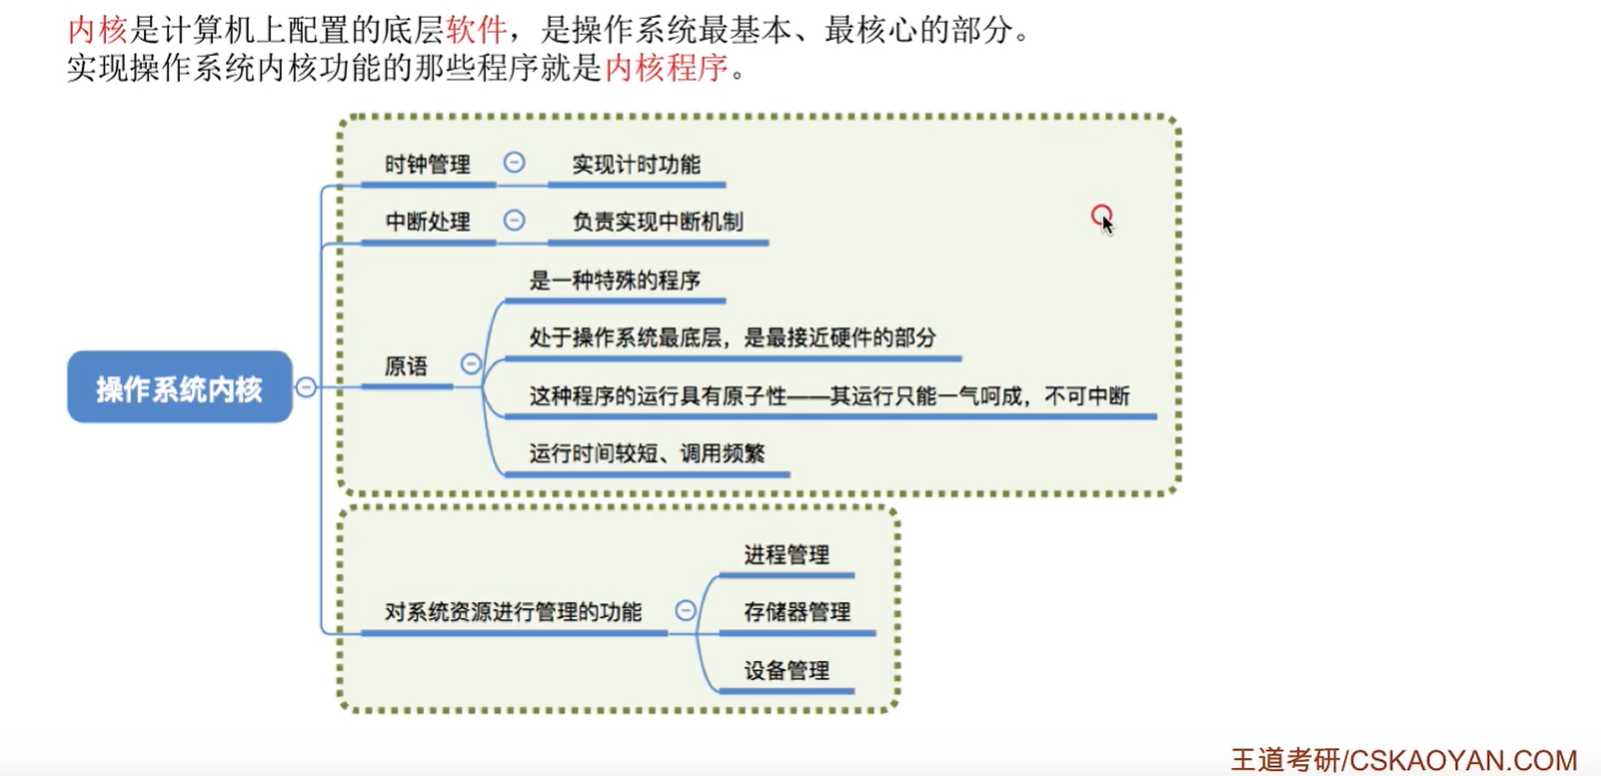 内核是计算机上配置的底层软件，是操作系统最基本、最核心的部分。
实现操作系统内核功能的那些程序就是内核程序。
时钟管理
实现计时功能
中断处理
负责实现中断机制
是一种特殊的程序
处于操作系统最底层，是最接近硬件的部分
原语
操作系统内核
这种程序的运行具有原子性——其运行只能一气呵成，不可中断
运行时间较短、调用频繁
进程管理
对系统资源进行管理的功能
存储器管理
设备管理
王道考研/CSKAOYAN.COM